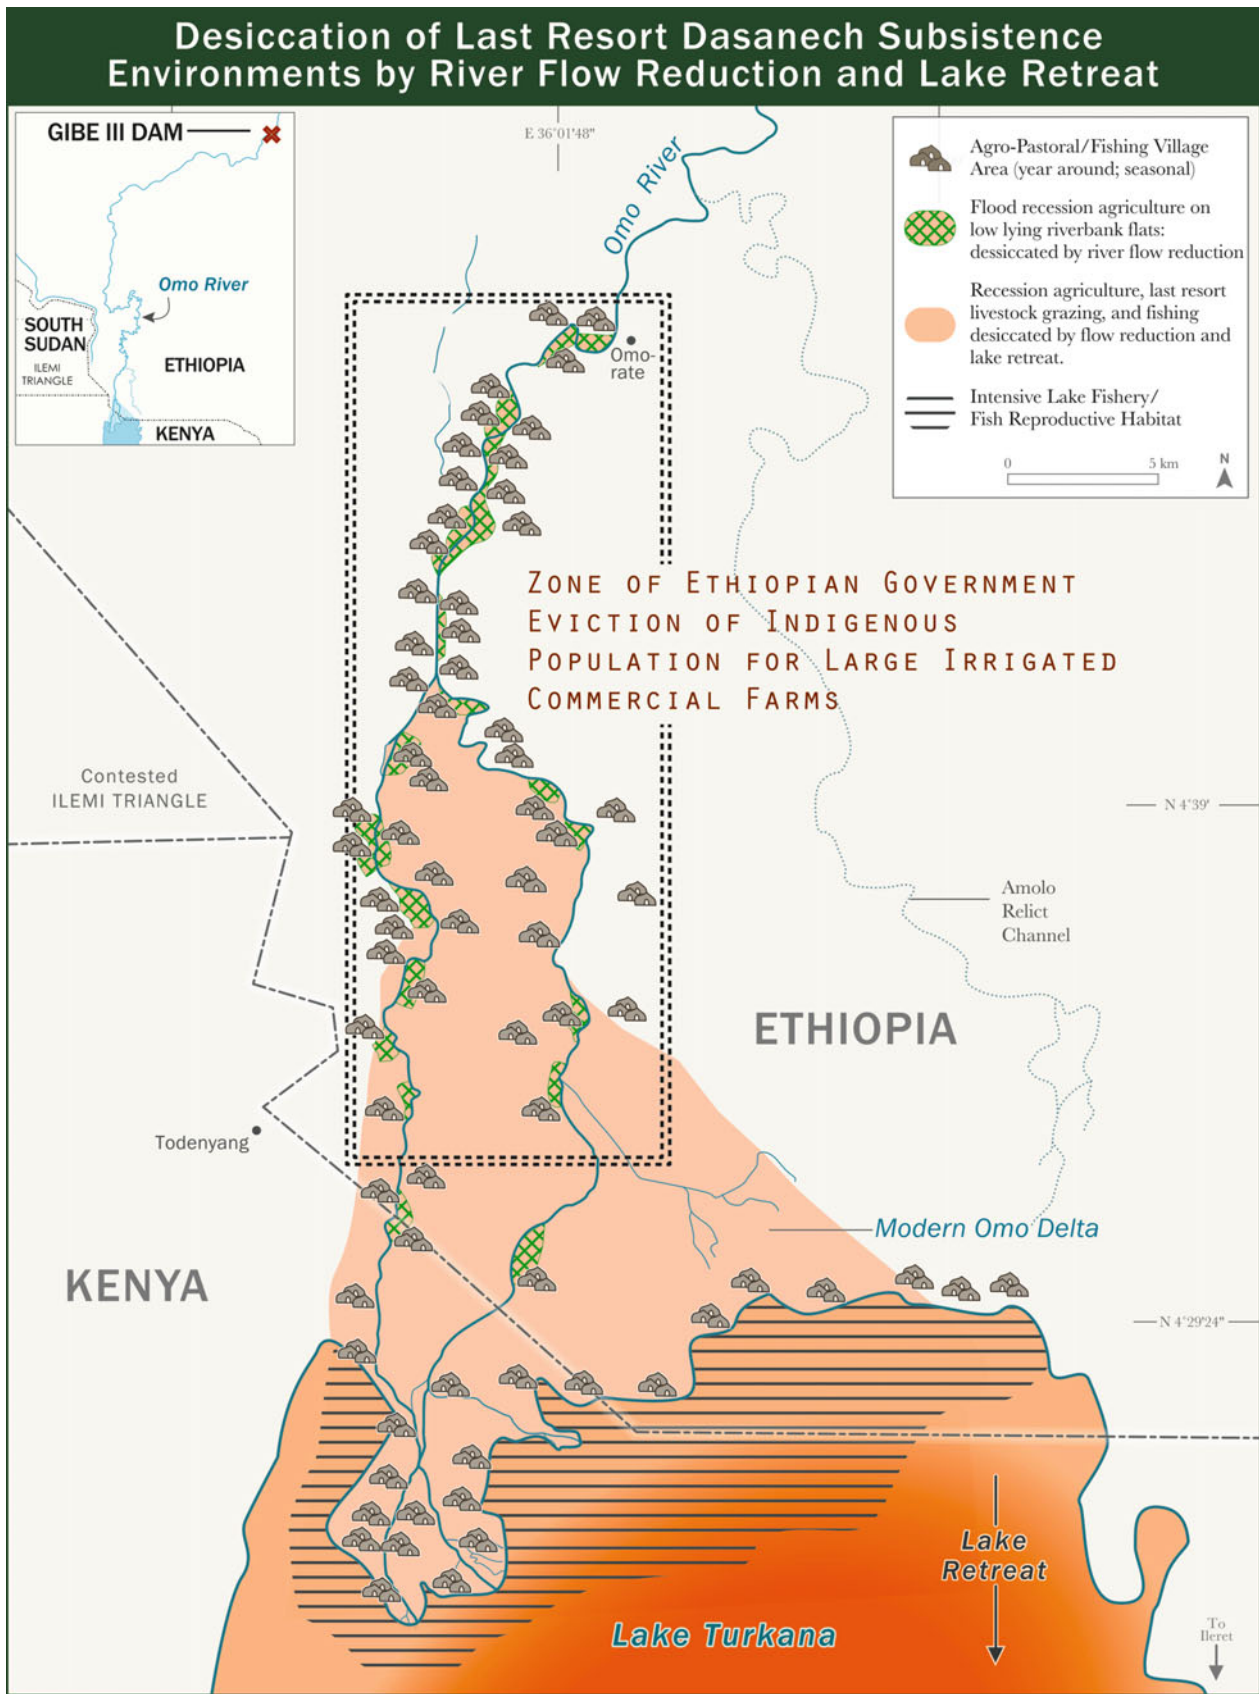 Desiccation of Last Resort Dasanech Subsistence
Environments by River Flow Reduction and Lake Retreat
GIBE III DAM
Omo River
SOUTH
SUDAN
ILEMI
TRIANGLE
ETHIOPIA
KENYA
E 36°01'48"
Omo River
Agro-Pastoral/Fishing Village
Area (year around; seasonal)
Flood recession agriculture on
low lying riverbank flats:
dessiccated by river flow reduction
Recession agriculture, last resort
livestock grazing, and fishing
desiccated by flow reduction and
lake retreat.
Intensive Lake Fishery/
Fish Reproductive Habitat
0 5 km
N
Omo-
rate
ZONE OF ETHIOPIAN GOVERNMENT
EVICTION OF INDIGENOUS
POPULATION FOR LARGE IRRIGATED
COMMERCIAL FARMS
Contested
ILEMI TRIANGLE
N 4°39'
Amolo
Relict
Channel
ETHIOPIA
Todenyang
Modern Omo Delta
KENYA
N 4°29'24"
Lake
Retreat
Lake Turkana
To
Ileret